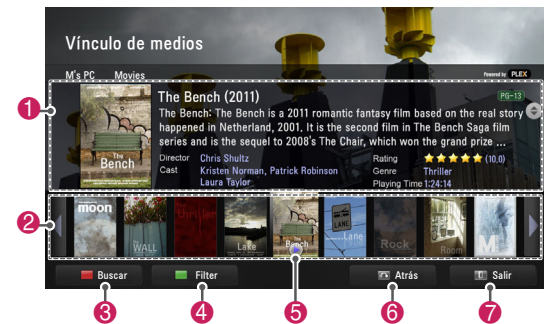 Vínculo de medios
M's PC Movies
Powered by PLEX
1
The Bench (2011)
PG-13
The Bench: The Bench is a 2011 romantic fantasy film based on the real story
happened in Netherland, 2001. It is the second film in The Bench Saga film
series and is the sequel to 2008's The Chair, which won the grand prize ...
Director Chris Shultz
Cast Kristen Norman, Patrick Robinson
Laura Taylor
Rating (10,0)
Genre Thriller
Playing Time 1:24:14
The
Bench
2
moon
WALL
Thriller
Lake
The
Bench
LANE
Lane
Rock
Room
M
Buscar
Filter
Atrás
Salir
3
4
5
6
7